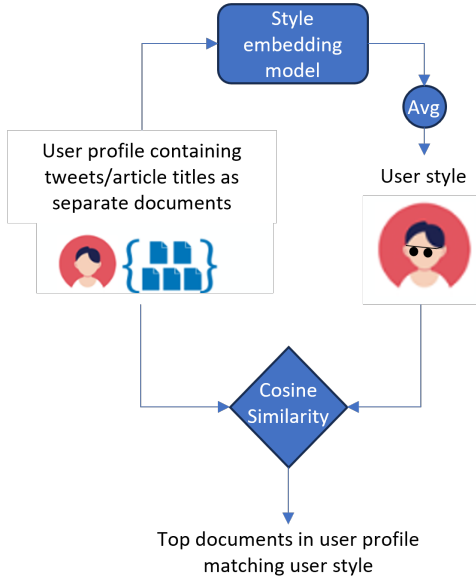 Style
embedding
model
Avg
User profile containing
tweets/article titles as
separate documents
User style
Cosine
Similarity
Top documents in user profile
matching user style